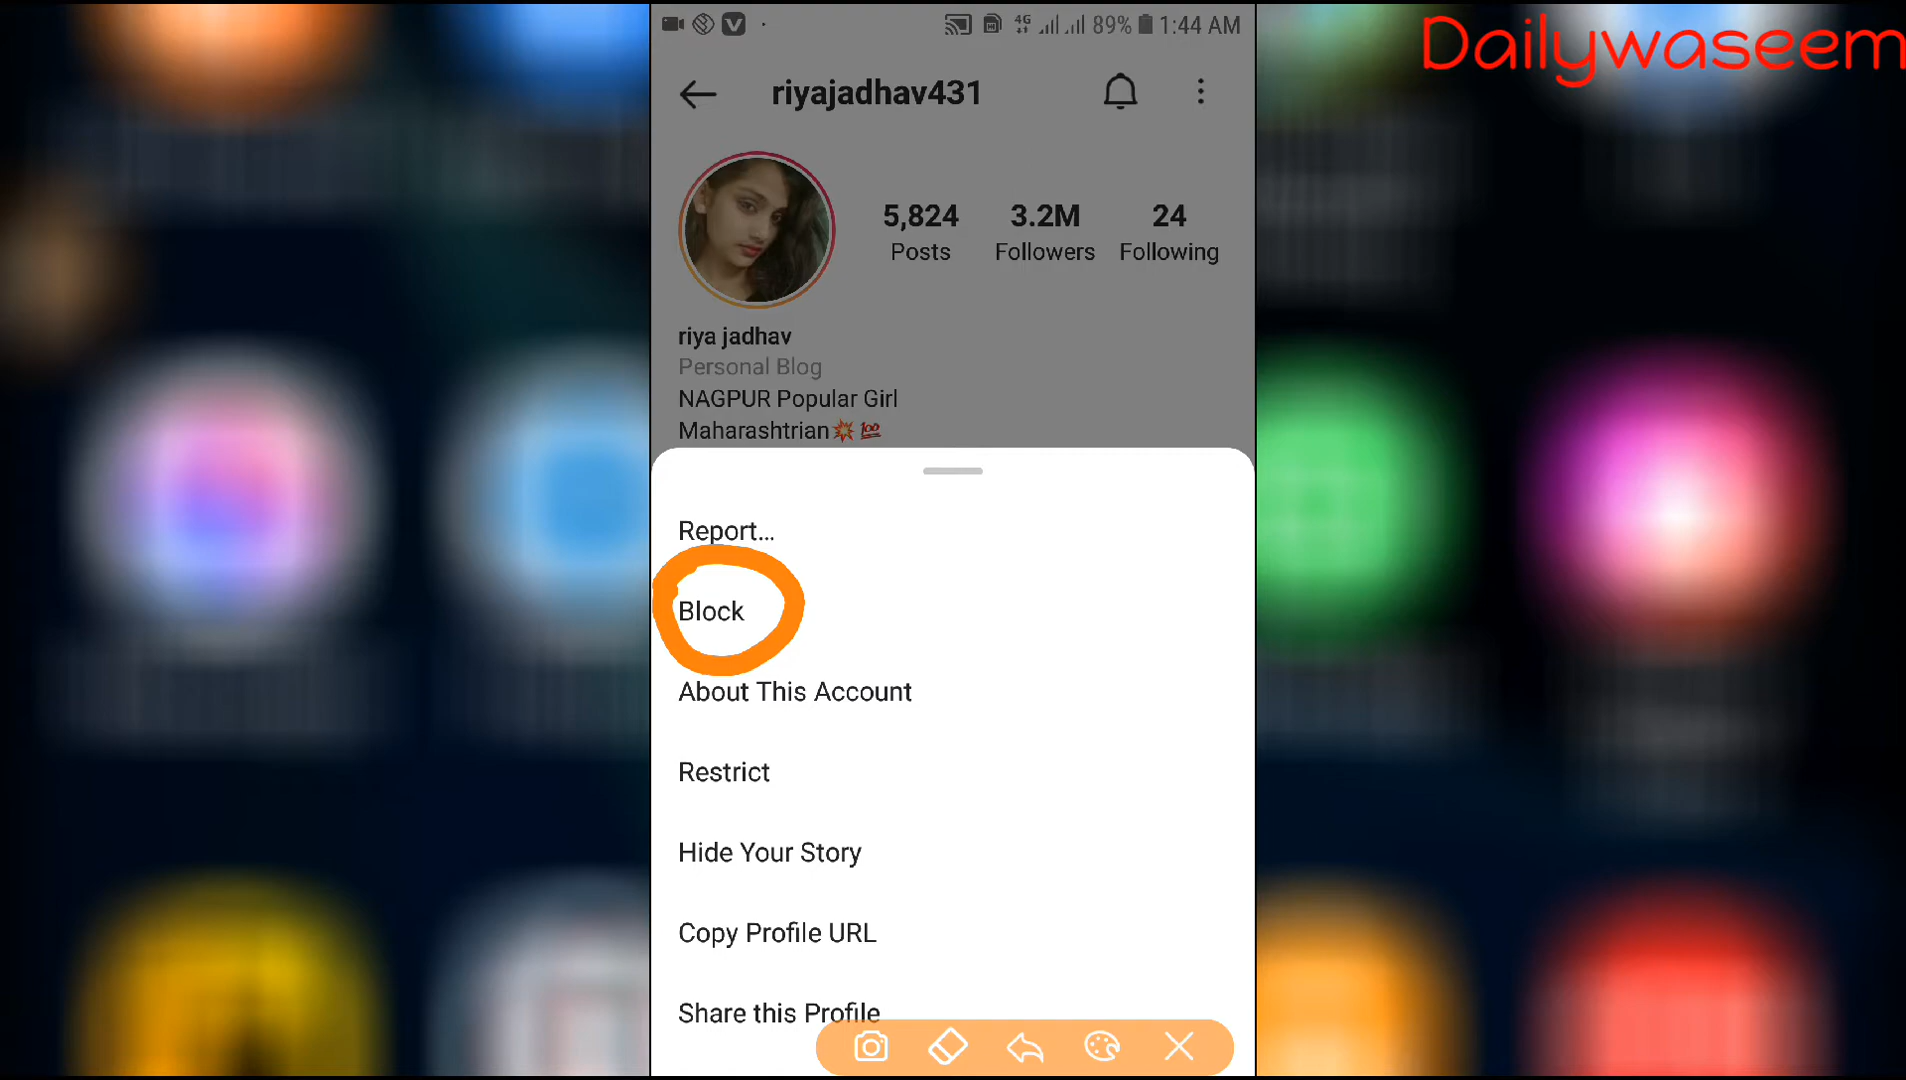 4G 89% 1:44 AM
Dailywaseem
riyajadhav431
5,824 3.2M 24
Posts Followers Following
riya jadhav
Personal Blog
NAGPUR Popular Girl
Maharashtrian💥💯
Report...
Block
About This Account
Restrict
Hide Your Story
Copy Profile URL
Share this Profile